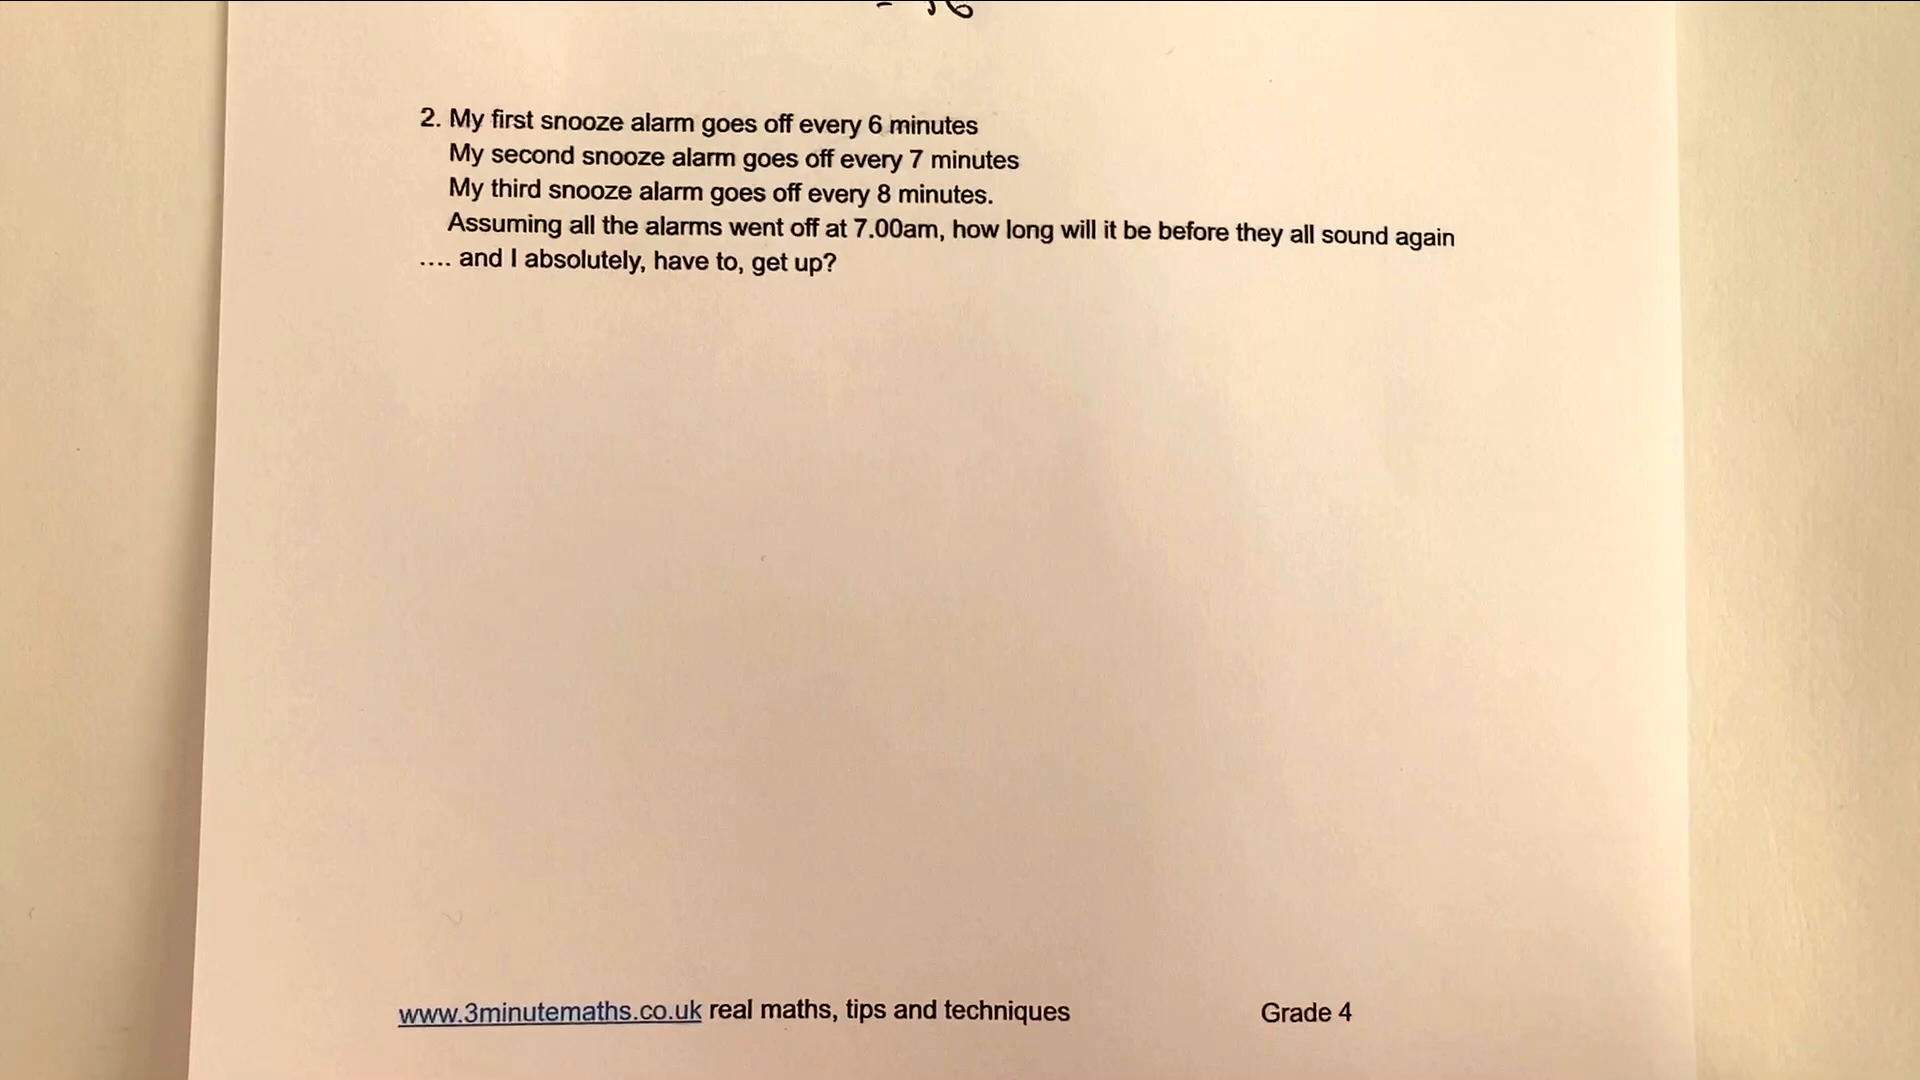 2. My first snooze alarm goes off every 6 minutes
My second snooze alarm goes off every 7 minutes
My third snooze alarm goes off every 8 minutes.
Assuming all the alarms went off at 7.00am, how long will it be before they all sound again
.... and I absolutely, have to, get up?
www.3minutemaths.co.uk real maths, tips and techniques Grade 4